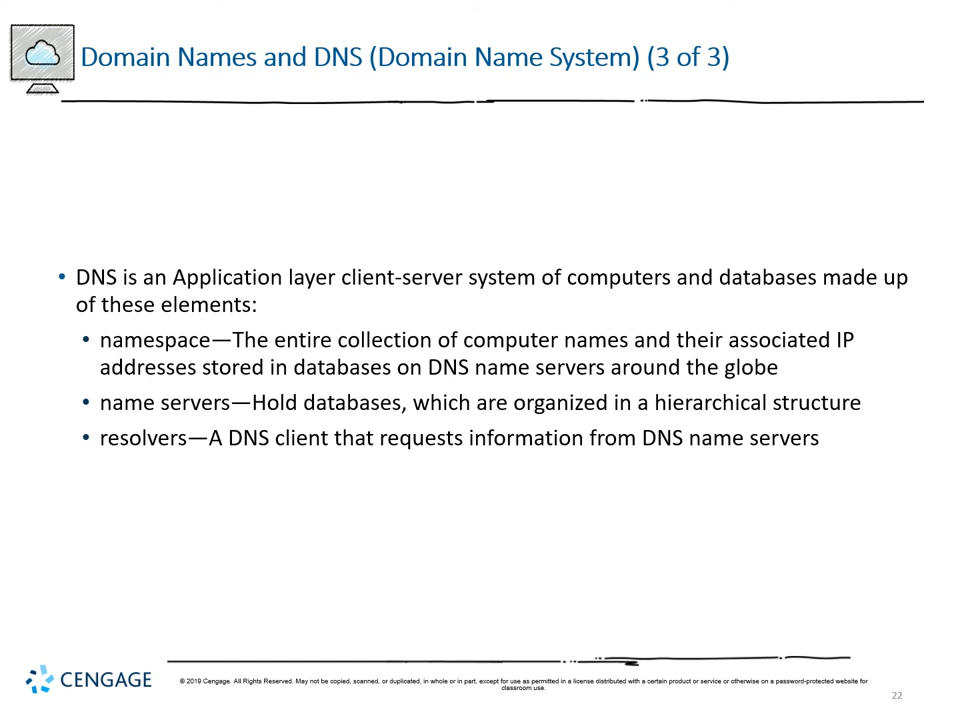 Domain Names and DNS (Domain Name System) (3 of 3)
• DNS is an Application layer client-server system of computers and databases made up
of these elements:
• namespace—The entire collection of computer names and their associated IP
addresses stored in databases on DNS name servers around the globe
• name servers—Hold databases, which are organized in a hierarchical structure
• resolvers—A DNS client that requests information from DNS name servers
CENGAGE
© 2019 Cengage. All Rights Reserved. May not be copied, scanned, or duplicated, in whole or in part, except for use as permitted in a license distributed with a certain product or service or otherwise on a password-protected website for
classroom use.
22